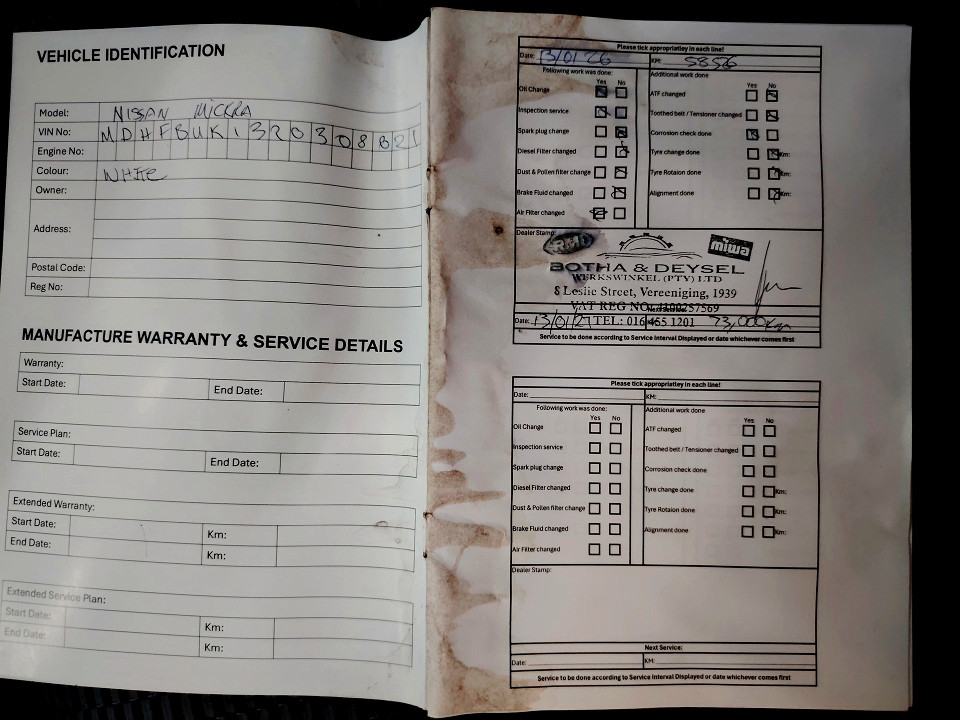 VEHICLE IDENTIFICATION
Model: NISSAN MICRRA
VIN No: MDHFBUK1320308821
Engine No:
Colour: WHITE
Owner:
Address:
Postal Code:
Reg No:
MANUFACTURE WARRANTY & SERVICE DETAILS
Warranty:
Start Date: End Date:
Service Plan:
Start Date: End Date:
Extended Warranty:
Start Date: Km:
End Date: Km:
Extended Service Plan:
Start Date: Km:
End Date: Km:
Please tick appropriatley in each line!
Date: 13/01/26 KM: 5856
Following work was done: Additional work done
Yes No Yes No
Oil Change ATF changed
Inspection service Toothed belt / Tensioner changed
Spark plug change Corrosion check done
Diesel Filter changed Tyre change done Km:
Dust & Pollen filter change Tyre Rotaion done Km:
Brake Fluid changed Alignment done Km:
Air Filter changed
Dealer Stamp:
RMI miwa
BOTHA & DEYSEL
WERKSWINKEL (PTY) LTD
8 Leslie Street, Vereeniging, 1939
VAT REG NO: 4100257569
Next Service:
Date: 13/01/27 TEL: 016 455 1201 73,000km
Service to be done according to Service Interval Displayed or date whichever comes first
Please tick appropriatley in each line!
Date: KM:
Following work was done: Additional work done
Yes No Yes No
Oil Change ATF changed
Inspection service Toothed belt / Tensioner changed
Spark plug change Corrosion check done
Diesel Filter changed Tyre change done Km:
Dust & Pollen filter change Tyre Rotaion done Km:
Brake Fluid changed Alignment done Km:
Air Filter changed
Dealer Stamp:
Next Service:
Date: KM:
Service to be done according to Service Interval Displayed or date whichever comes first